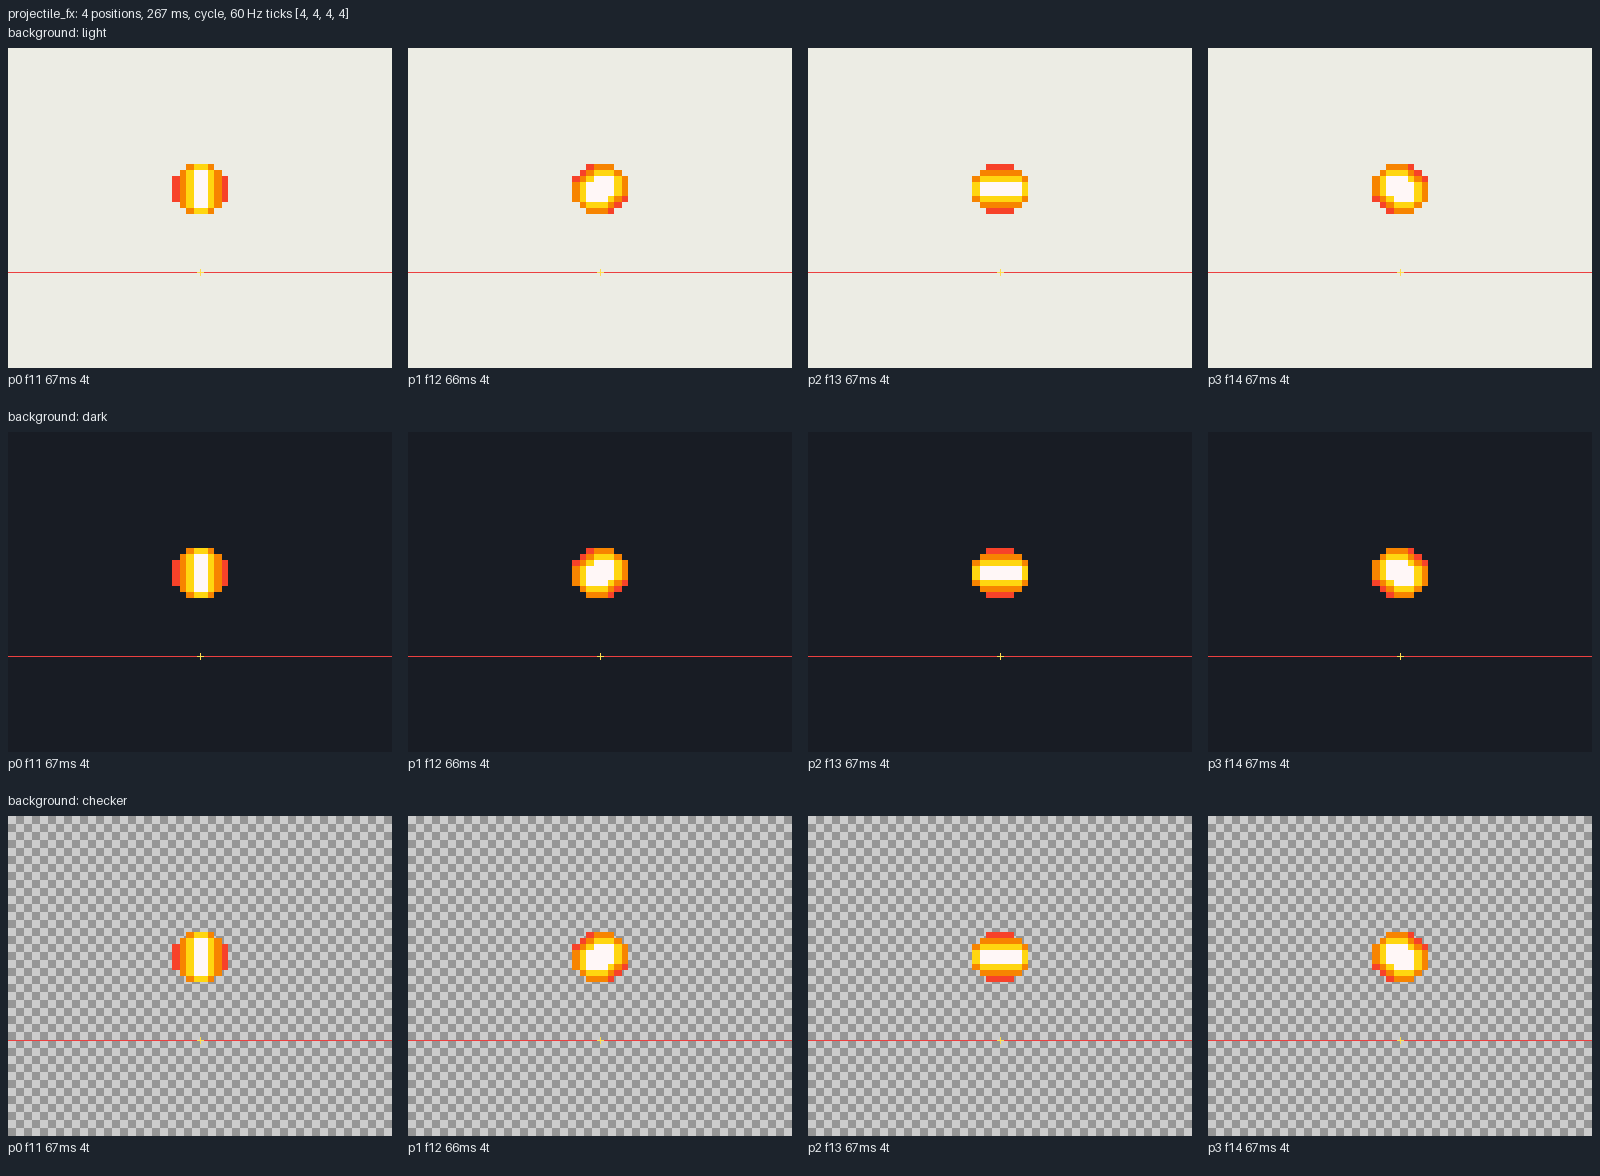 projectile_fx: 4 positions, 267 ms, cycle, 60 Hz ticks [4, 4, 4, 4]
background: light
p0 f11 67ms 4t
p1 f12 66ms 4t
p2 f13 67ms 4t
p3 f14 67ms 4t
background: dark
p0 f11 67ms 4t
p1 f12 66ms 4t
p2 f13 67ms 4t
p3 f14 67ms 4t
background: checker
p0 f11 67ms 4t
p1 f12 66ms 4t
p2 f13 67ms 4t
p3 f14 67ms 4t